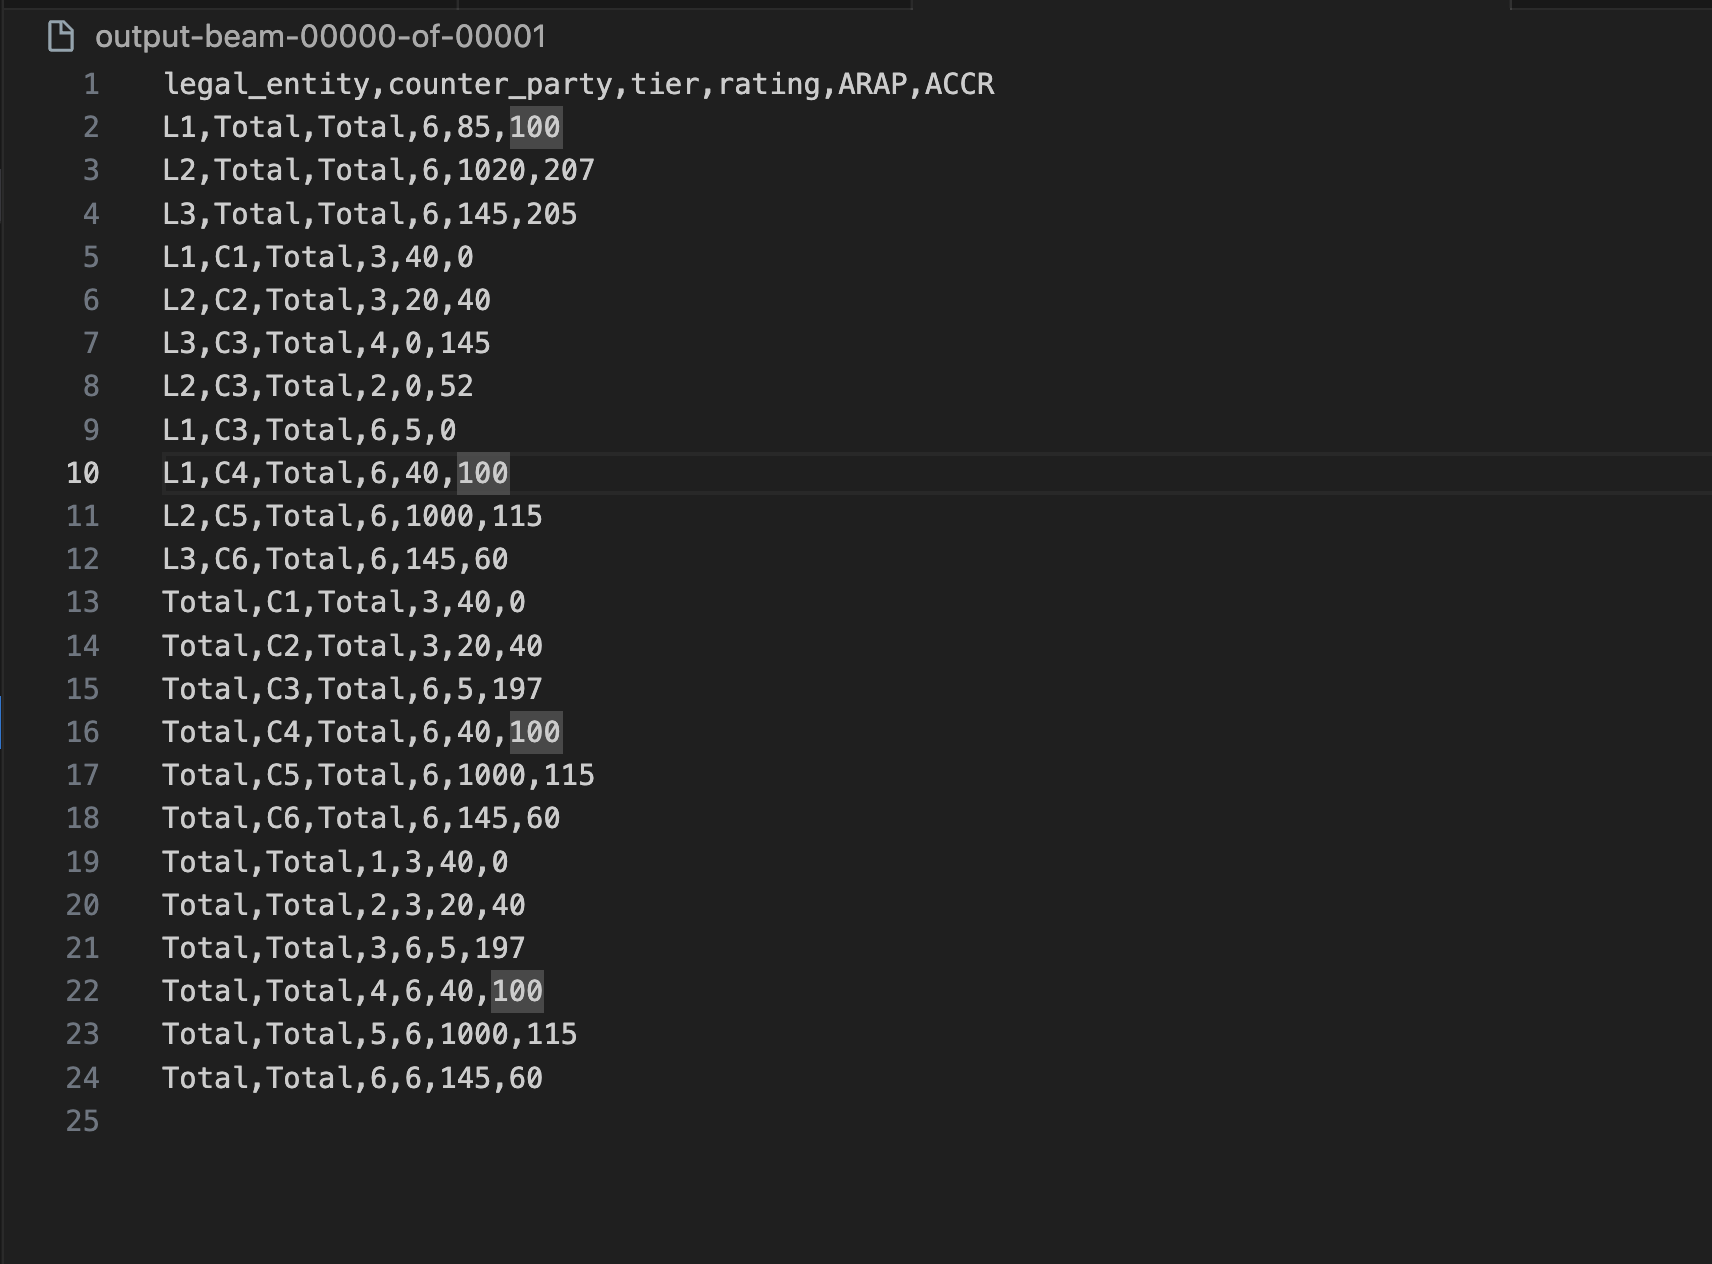 output-beam-00000-of-00001
1 legal_entity,counter_party,tier,rating,ARAP,ACCR
2 L1,Total,Total,6,85,100
3 L2,Total,Total,6,1020,207
4 L3,Total,Total,6,145,205
5 L1,C1,Total,3,40,0
6 L2,C2,Total,3,20,40
7 L3,C3,Total,4,0,145
8 L2,C3,Total,2,0,52
9 L1,C3,Total,6,5,0
10 L1,C4,Total,6,40,100
11 L2,C5,Total,6,1000,115
12 L3,C6,Total,6,145,60
13 Total,C1,Total,3,40,0
14 Total,C2,Total,3,20,40
15 Total,C3,Total,6,5,197
16 Total,C4,Total,6,40,100
17 Total,C5,Total,6,1000,115
18 Total,C6,Total,6,145,60
19 Total,Total,1,3,40,0
20 Total,Total,2,3,20,40
21 Total,Total,3,6,5,197
22 Total,Total,4,6,40,100
23 Total,Total,5,6,1000,115
24 Total,Total,6,6,145,60
25